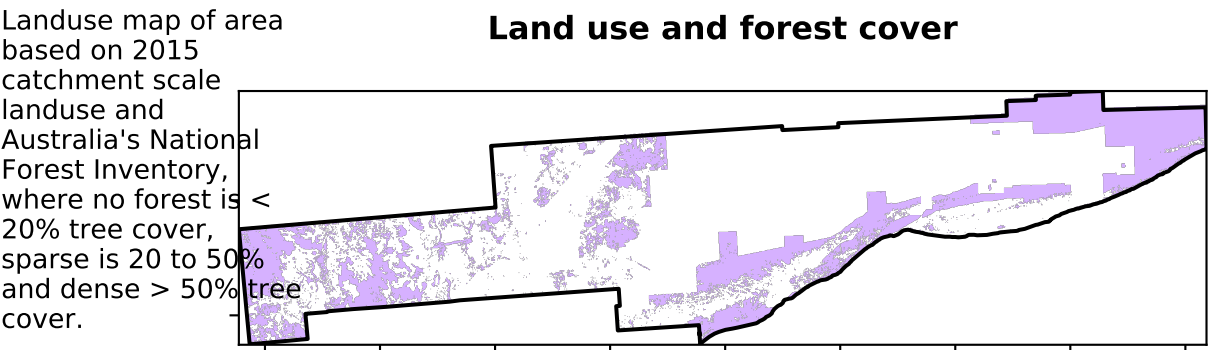 Land use and forest cover
Landuse map of area
based on 2015
catchment scale
landuse and
Australia's National
Forest Inventory,
where no forest is <
20% tree cover,
sparse is 20 to 50%
and dense > 50% tree
cover.